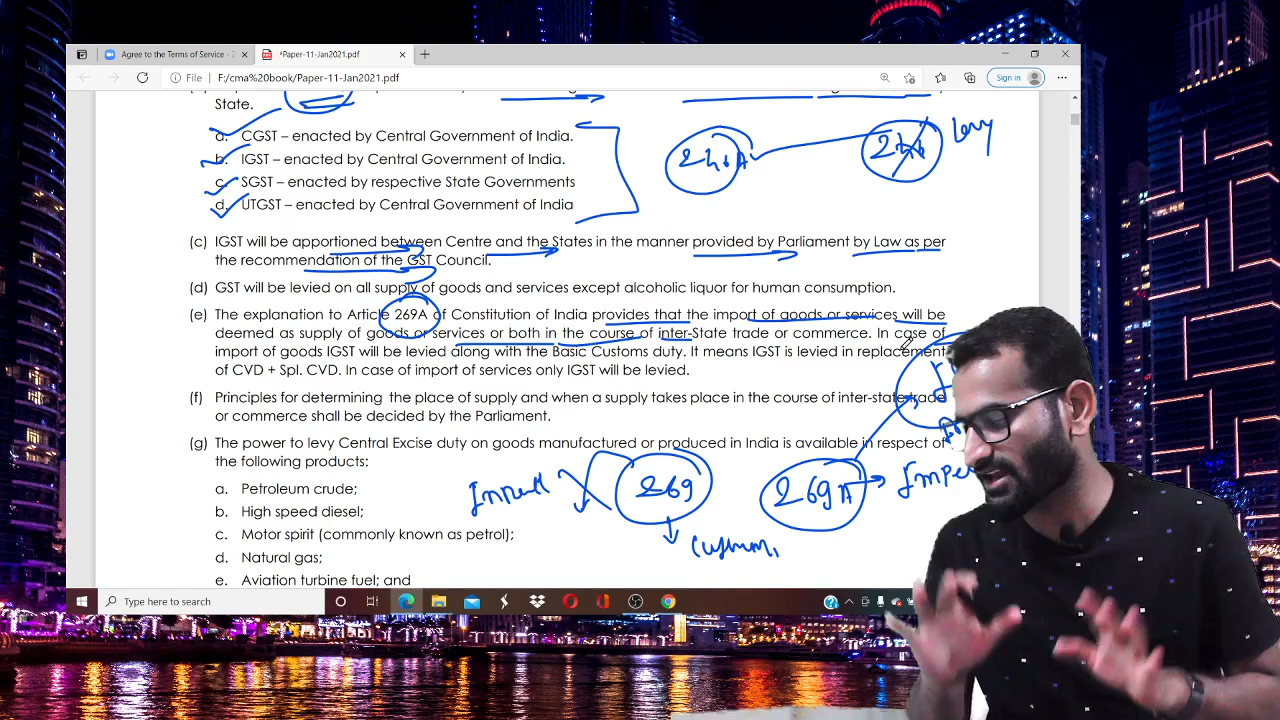 Agree to the Terms of Service - Z
*Paper-11-Jan2021.pdf
File
F:/cma%20book/Paper-11-Jan2021.pdf
Sign in
State.
a. CGST – enacted by Central Government of India.
b. IGST – enacted by Central Government of India.
c. SGST – enacted by respective State Governments
d. UTGST – enacted by Central Government of India
246A
levy
(c) IGST will be apportioned between Centre and the States in the manner provided by Parliament by Law as per
the recommendation of the GST Council.
(d) GST will be levied on all supply of goods and services except alcoholic liquor for human consumption.
(e) The explanation to Article 269A of Constitution of India provides that the import of goods or services will be
deemed as supply of goods or services or both in the course of inter-State trade or commerce. In case of
import of goods IGST will be levied along with the Basic Customs duty. It means IGST is levied in replacement
of CVD + Spl. CVD. In case of import of services only IGST will be levied.
(f) Principles for determining the place of supply and when a supply takes place in the course of inter-state trade
or commerce shall be decided by the Parliament.
(g) The power to levy Central Excise duty on goods manufactured or produced in India is available in respect of
the following products:
269
269A
a. Petroleum crude;
b. High speed diesel;
c. Motor spirit (commonly known as petrol);
d. Natural gas;
e. Aviation turbine fuel; and
Type here to search